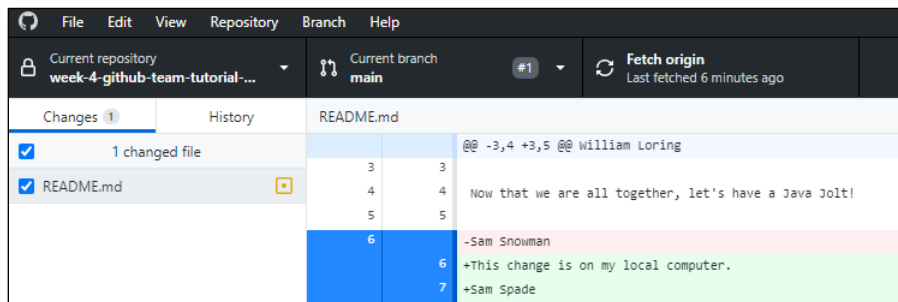 File Edit View Repository Branch Help
Current repository
week-4-github-team-tutorial-...
Current branch
main
#1
Fetch origin
Last fetched 6 minutes ago
Changes 1 History
README.md
1 changed file
README.md
@@ -3,4 +3,5 @@ William Loring
3 3
4 4 Now that we are all together, let's have a Java Jolt!
5 5
6 -Sam Snowman
6 +This change is on my local computer.
7 +Sam Spade